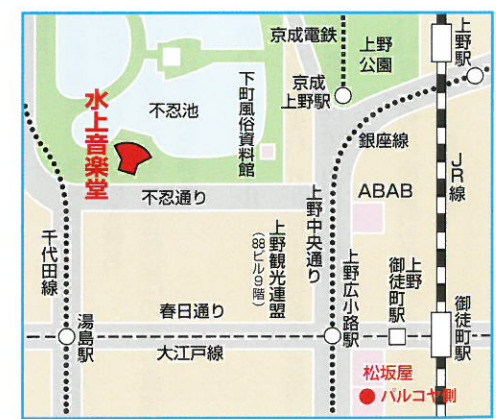 京成電鉄
上野
公園
上野駅
京成
上野駅
下町風俗資料館
不忍池
水上音楽堂
銀座線
JR線
ABAB
不忍通り
上野中央通り
上野観光連盟
(88ビル9階)
千代田線
春日通り
上野広小路駅
上野
御徒町駅
御徒町駅
湯島駅
大江戸線
松坂屋
パルコヤ側